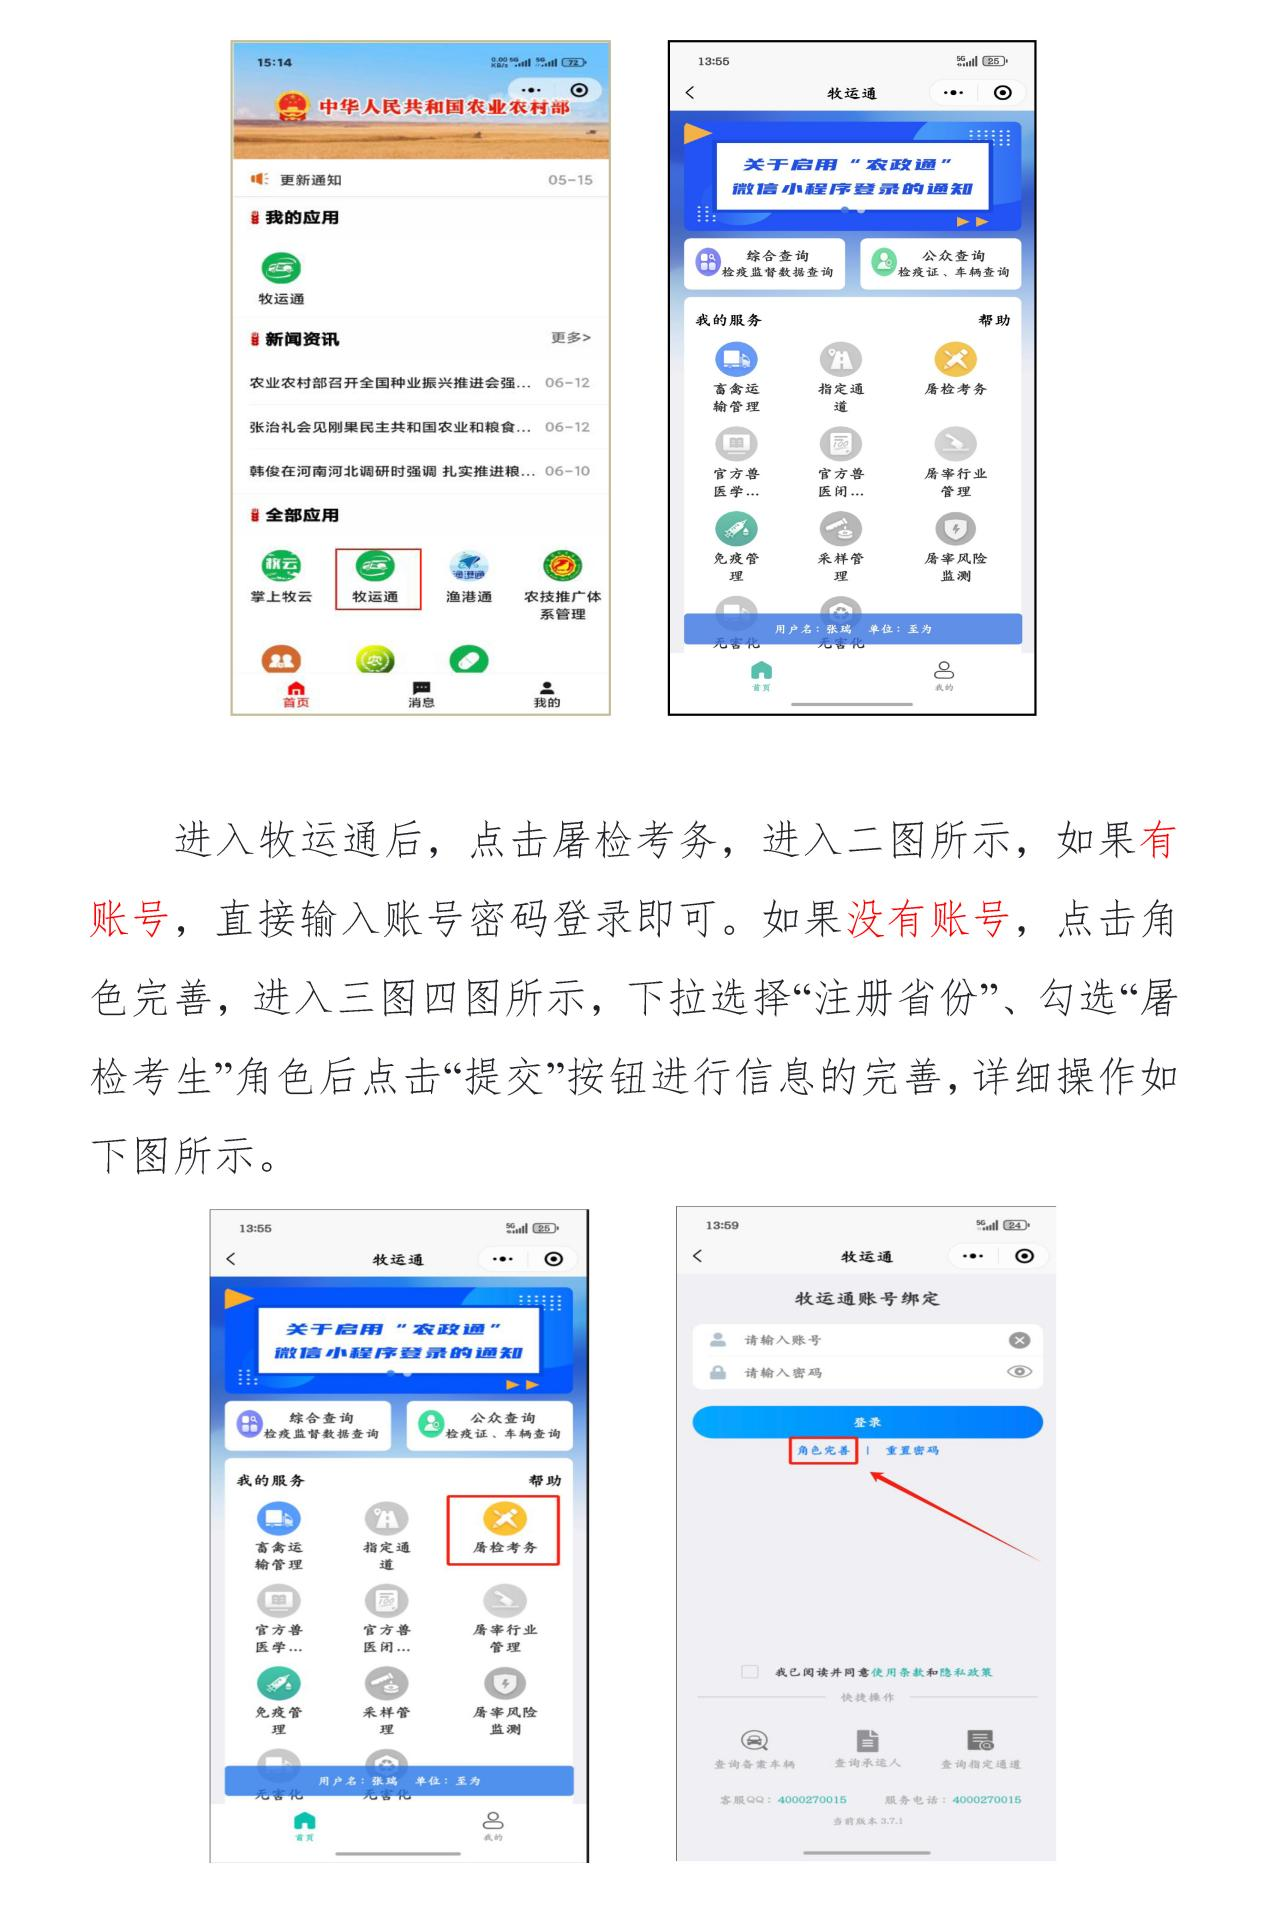 15:14
0.00 KB/s 5G 5G 72
中华人民共和国农业农村部
更新通知 05-15
我的应用
牧运通
新闻资讯 更多>
农业农村部召开全国种业振兴推进会强... 06-12
张治礼会见刚果民主共和国农业和粮食... 06-12
韩俊在河南河北调研时强调 扎实推进粮... 06-10
全部应用
牧云 渔港通
掌上牧云 牧运通 渔港通 农技推广体
系管理
农
首页 消息 我的
13:55 5G 25
牧运通
关于启用“农政通”
微信小程序登录的通知
综合查询 公众查询
检疫监督数据查询 检疫证、车辆查询
我的服务 帮助
畜禽运 指定通 屠检考务
输管理 道
100
官方兽 官方兽 屠宰行业
医学... 医闭... 管理
免疫管 采样管 屠宰风险
理 理 监测
用户名：张瑞 单位：至为
无害化 无害化
首页 我的
进入牧运通后，点击屠检考务，进入二图所示，如果有
账号，直接输入账号密码登录即可。如果没有账号，点击角
色完善，进入三图四图所示，下拉选择“注册省份”、勾选“屠
检考生”角色后点击“提交”按钮进行信息的完善，详细操作如
下图所示。
13:55 5G 25
牧运通
关于启用“农政通”
微信小程序登录的通知
综合查询 公众查询
检疫监督数据查询 检疫证、车辆查询
我的服务 帮助
畜禽运 指定通 屠检考务
输管理 道
100
官方兽 官方兽 屠宰行业
医学... 医闭... 管理
免疫管 采样管 屠宰风险
理 理 监测
用户名：张瑞 单位：至为
无害化 无害化
首页 我的
13:59 5G 24
牧运通
牧运通账号绑定
请输入账号
请输入密码
登录
角色完善 | 重置密码
我已阅读并同意使用条款和隐私政策
快捷操作
查询备案车辆 查询承运人 查询指定通道
客服QQ：4000270015 服务电话：4000270015
当前版本 3.7.1